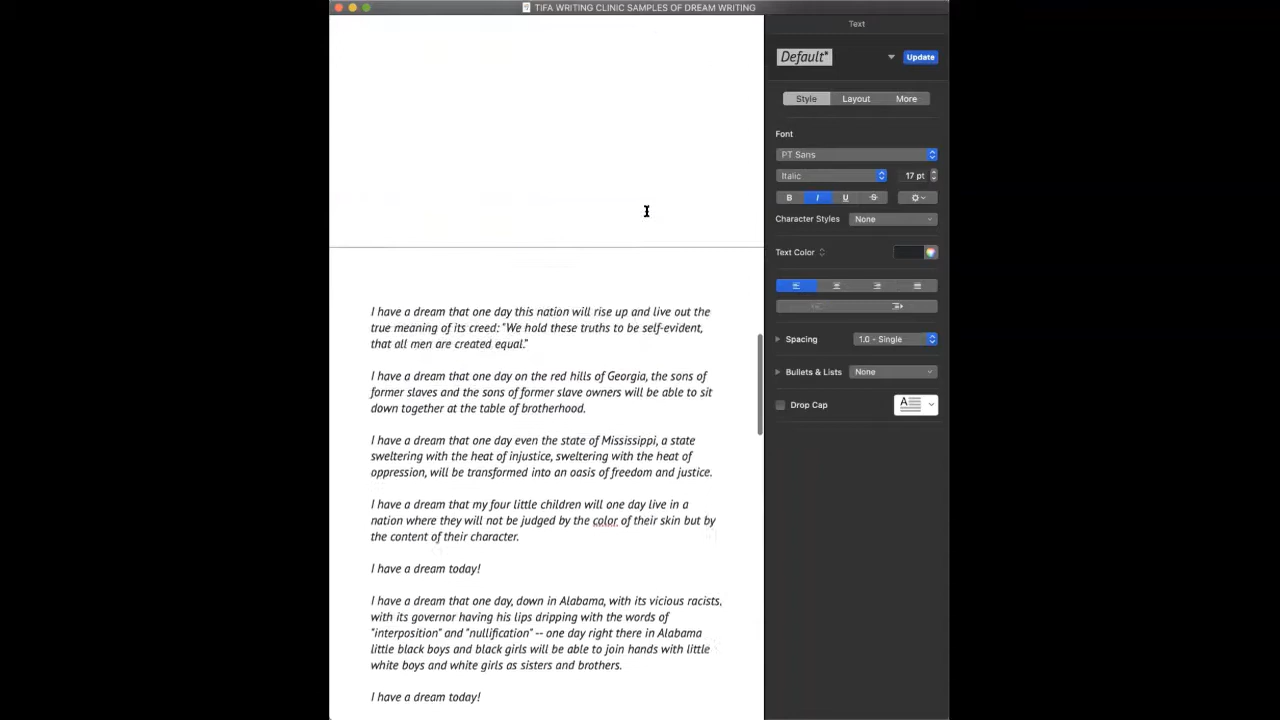 TIFA WRITING CLINIC SAMPLES OF DREAM WRITING
Text
Default*
Update
Style Layout More
Font
PT Sans
Italic 17 pt
B I U S
Character Styles None
Text Color
Spacing 1.0 - Single
Bullets & Lists None
Drop Cap A
I have a dream that one day this nation will rise up and live out the
true meaning of its creed: "We hold these truths to be self-evident,
that all men are created equal."
I have a dream that one day on the red hills of Georgia, the sons of
former slaves and the sons of former slave owners will be able to sit
down together at the table of brotherhood.
I have a dream that one day even the state of Mississippi, a state
sweltering with the heat of injustice, sweltering with the heat of
oppression, will be transformed into an oasis of freedom and justice.
I have a dream that my four little children will one day live in a
nation where they will not be judged by the color of their skin but by
the content of their character.
I have a dream today!
I have a dream that one day, down in Alabama, with its vicious racists,
with its governor having his lips dripping with the words of
"interposition" and "nullification" -- one day right there in Alabama
little black boys and black girls will be able to join hands with little
white boys and white girls as sisters and brothers.
I have a dream today!